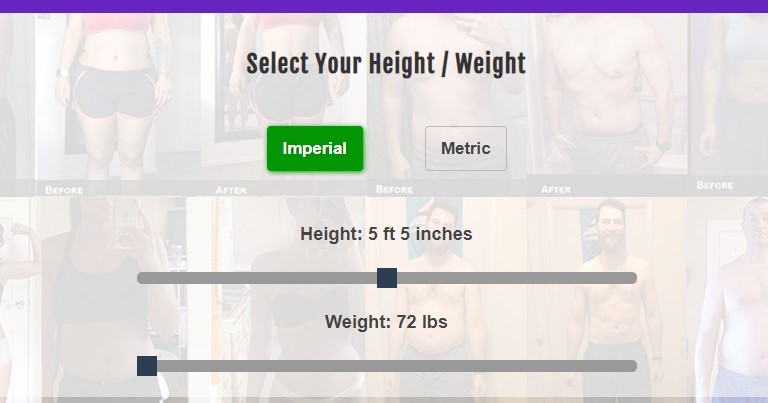 Select Your Height / Weight
Imperial
Metric
BEFORE
AFTER
BEFORE
AFTER
BEFORE
Height: 5 ft 5 inches
Weight: 72 lbs